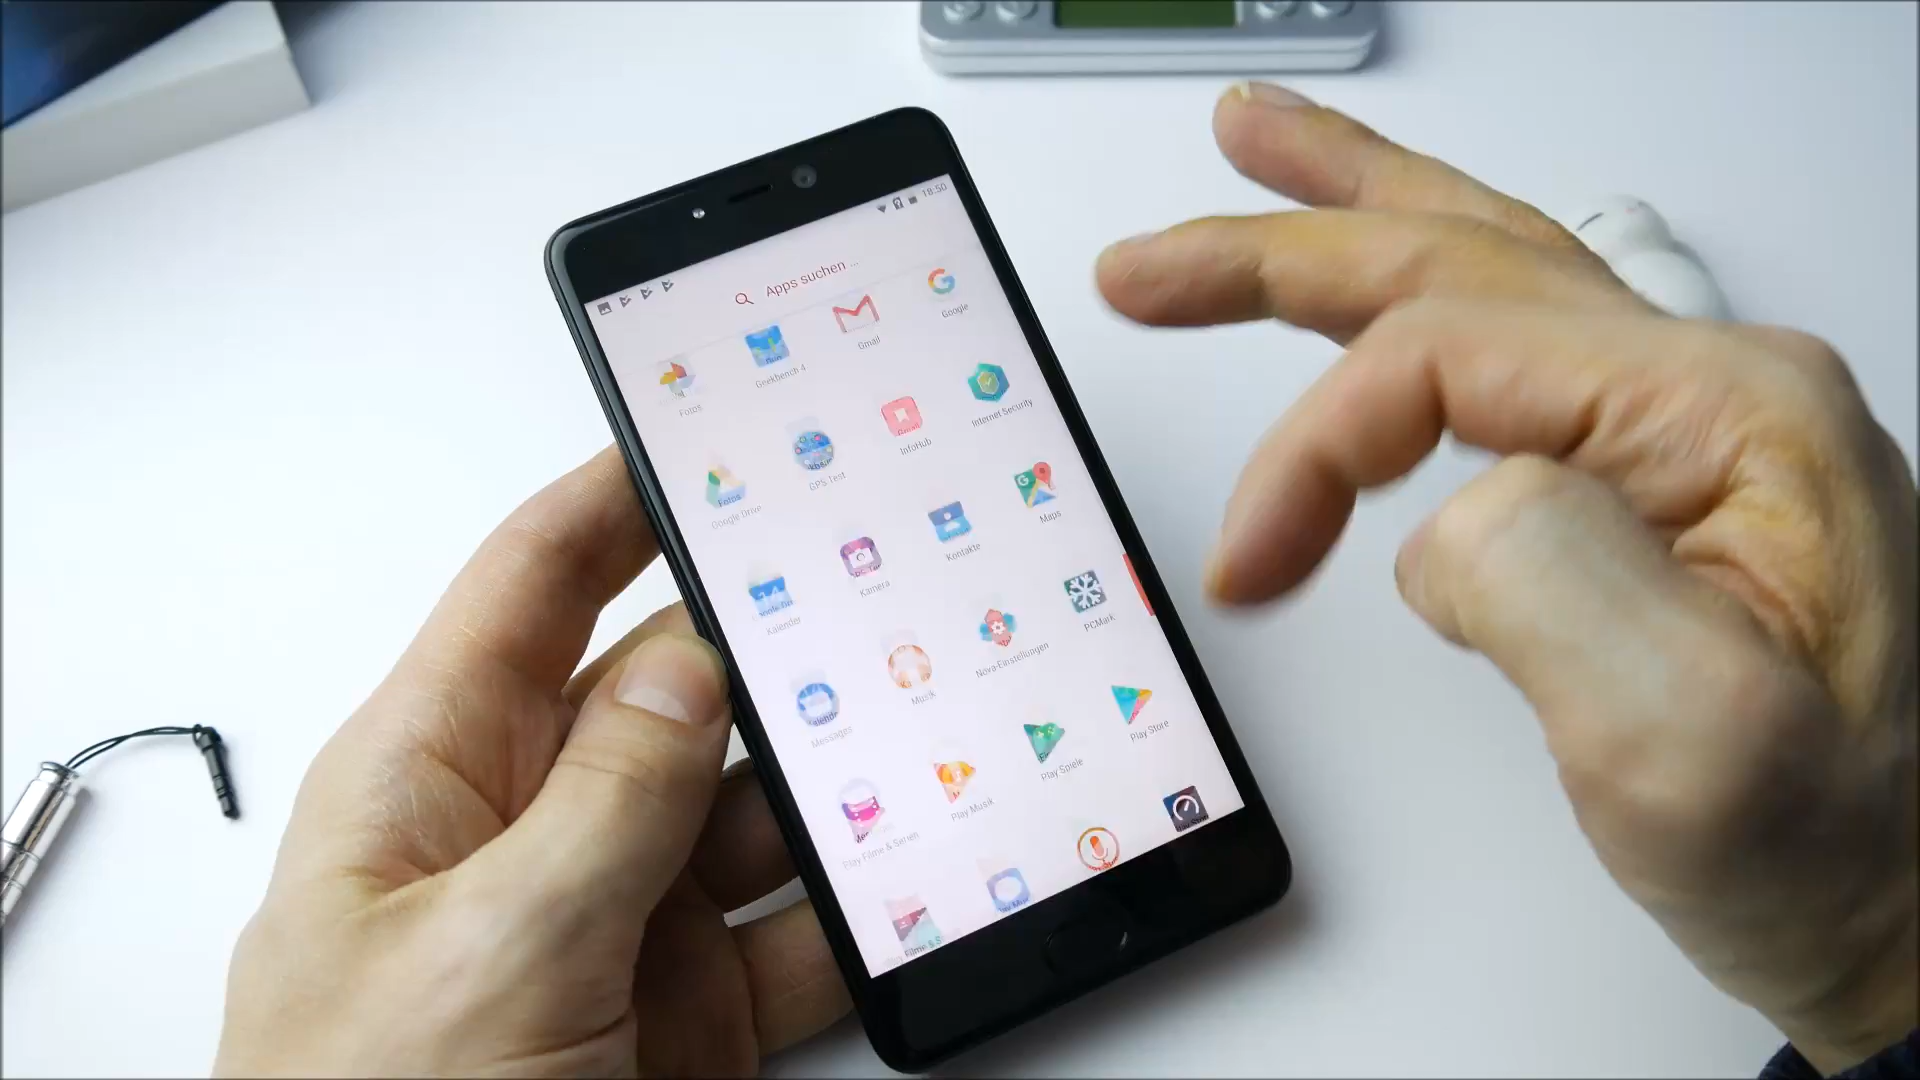 18:50
Apps suchen ...
Fotos
Geekbench 4
Gmail
Google
Google Drive
GPS Test
InfoHub
Internet Security
Kalender
Kamera
Kontakte
Maps
Messages
Musik
Nova-Einstellungen
PCMark
Play Filme & Serien
Play Musik
Play Spiele
Play Store